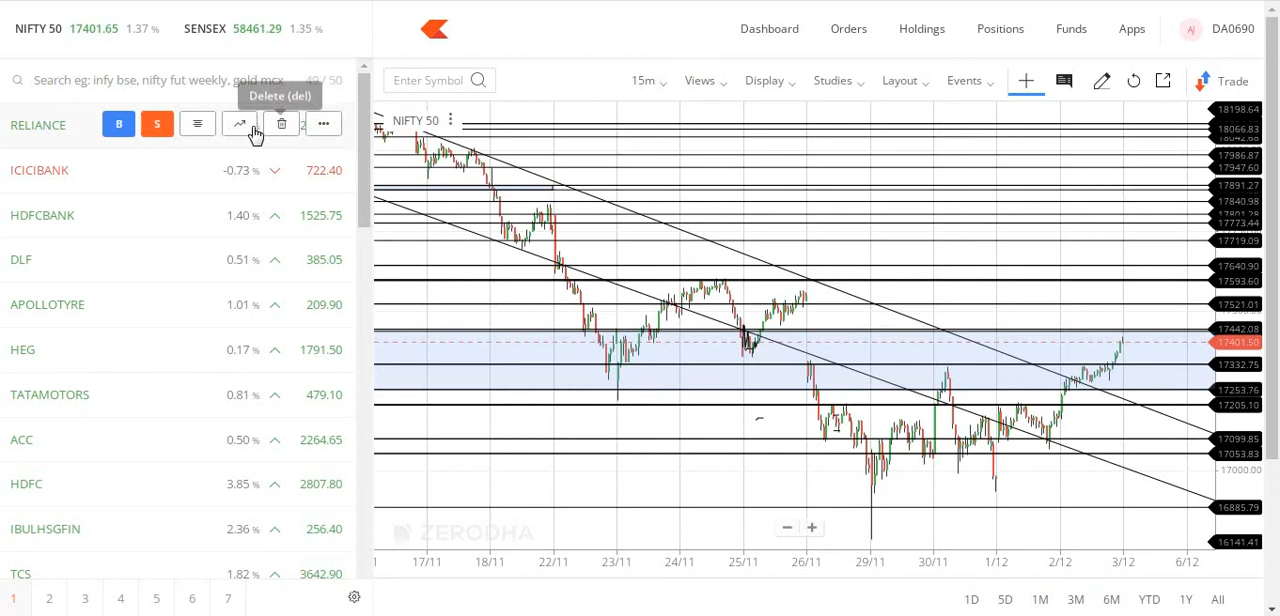 NIFTY 50 17401.65 1.37 % SENSEX 58461.29 1.35 %
Dashboard Orders Holdings Positions Funds Apps AJ DA0690
Search eg: infy bse, nifty fut weekly, gold mcx 49 / 50
Enter Symbol 15m Views Display Studies Layout Events Trade
Delete (del)
RELIANCE B S 2
ICICIBANK -0.73 % 722.40
HDFCBANK 1.40 % 1525.75
DLF 0.51 % 385.05
APOLLOTYRE 1.01 % 209.90
HEG 0.17 % 1791.50
TATAMOTORS 0.81 % 479.10
ACC 0.50 % 2264.65
HDFC 3.85 % 2807.80
IBULHSGFIN 2.36 % 256.40
TCS 1.82 % 3642.90
1 2 3 4 5 6 7
NIFTY 50
18198.64
18066.83
18042.68
17986.87
17947.60
17891.27
17840.98
17801.28
17773.44
17719.09
17640.90
17593.60
17521.01
17442.08
17401.50
17332.75
17253.76
17205.10
17099.85
17053.83
17000.00
16885.79
16141.41
ZERODHA
17/11 18/11 22/11 23/11 24/11 25/11 26/11 29/11 30/11 1/12 2/12 3/12 6/12
1D 5D 1M 3M 6M YTD 1Y All